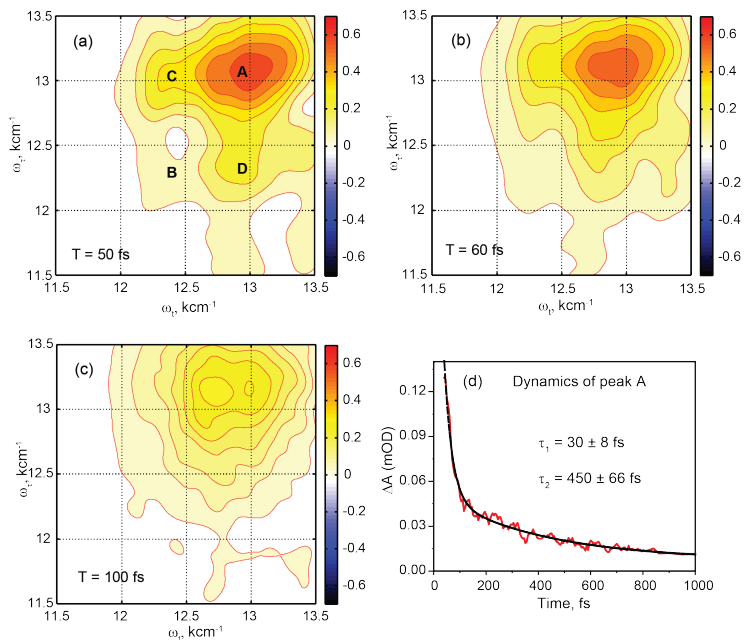 13.5
13
12.5
12
11.5
ωτ, kcm⁻¹
(a)
C
A
B
D
T = 50 fs
11.5 12 12.5 13 13.5
ωt, kcm⁻¹
0.6
0.4
0.2
0
-0.2
-0.4
-0.6
13.5
13
12.5
12
11.5
ωτ, kcm⁻¹
(b)
T = 60 fs
11.5 12 12.5 13 13.5
ωt, kcm⁻¹
0.6
0.4
0.2
0
-0.2
-0.4
-0.6
13.5
13
12.5
12
11.5
ωτ, kcm⁻¹
(c)
T = 100 fs
11.5 12 12.5 13 13.5
ωt, kcm⁻¹
0.6
0.4
0.2
0
-0.2
-0.4
-0.6
0.12
0.09
0.06
0.03
0.00
ΔA (mOD)
(d) Dynamics of peak A
τ₁ = 30 ± 8 fs
τ₂ = 450 ± 66 fs
0 200 400 600 800 1000
Time, fs